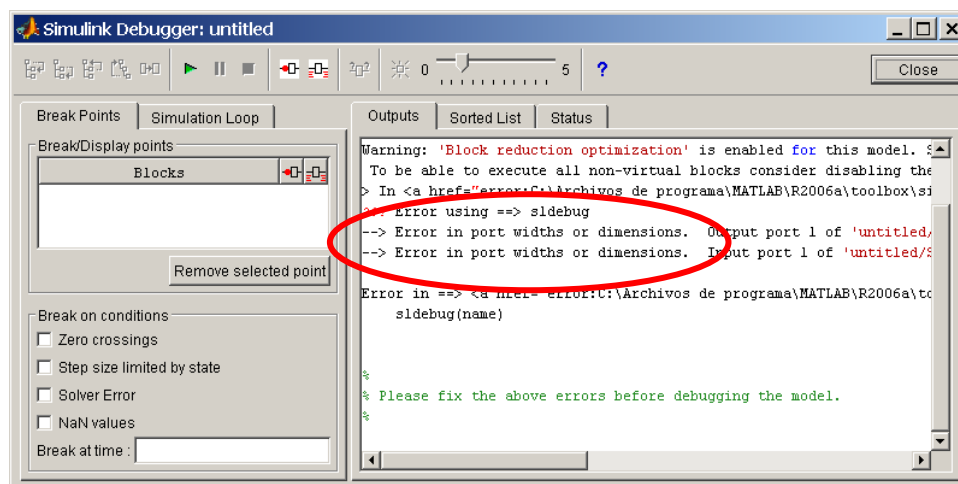 Simulink Debugger: untitled
0 5 ? Close
Break Points Simulation Loop
Break/Display points
Blocks
Remove selected point
Break on conditions
Zero crossings
Step size limited by state
Solver Error
NaN values
Break at time :
Outputs Sorted List Status
Warning: 'Block reduction optimization' is enabled for this model. S
To be able to execute all non-virtual blocks consider disabling the
> In <a href="error:C:\Archivos de programa\MATLAB\R2006a\toolbox\si
??? Error using ==> sldebug
--> Error in port widths or dimensions. Output port 1 of 'untitled/
--> Error in port widths or dimensions. Input port 1 of 'untitled/S
Error in ==> <a href="error:C:\Archivos de programa\MATLAB\R2006a\to
sldebug(name)
%
% Please fix the above errors before debugging the model.
%